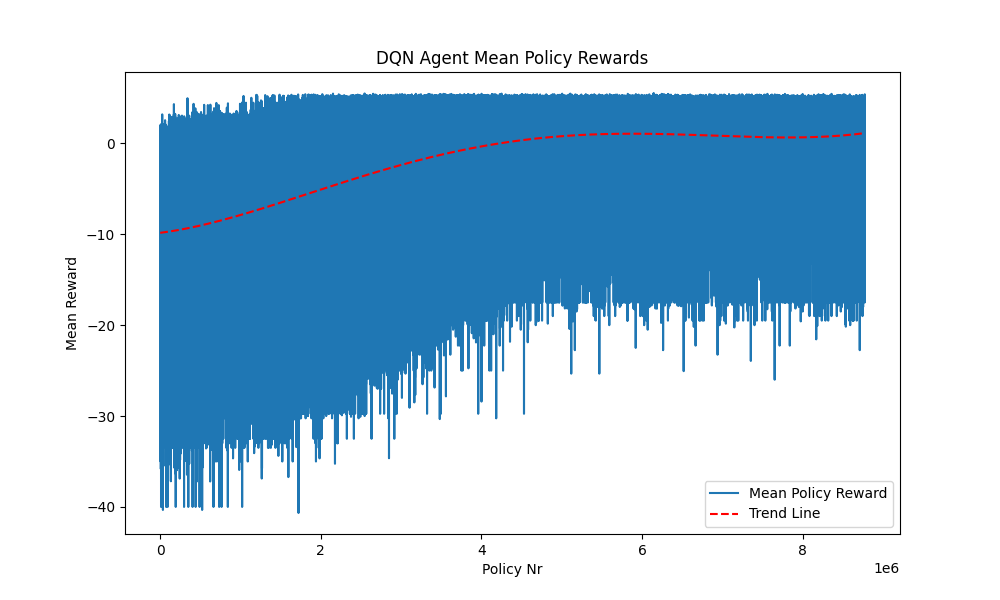 DQN Agent Mean Policy Rewards
Mean Reward
0
−10
−20
−30
−40
0
2
4
6
8
1e6
Policy Nr
Mean Policy Reward
Trend Line